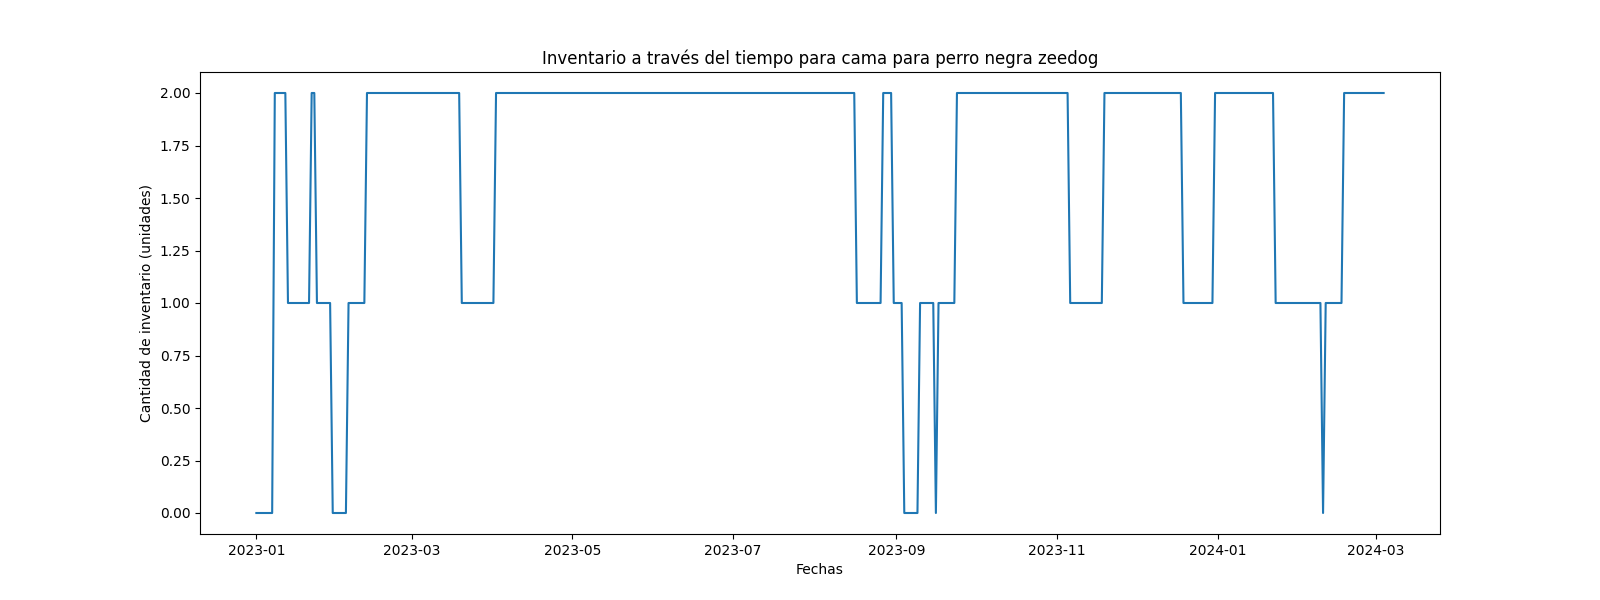 Inventario a través del tiempo para cama para perro negra zeedog
Cantidad de inventario (unidades)
2.00
1.75
1.50
1.25
1.00
0.75
0.50
0.25
0.00
2023-01 2023-03 2023-05 2023-07 2023-09 2023-11 2024-01 2024-03
Fechas